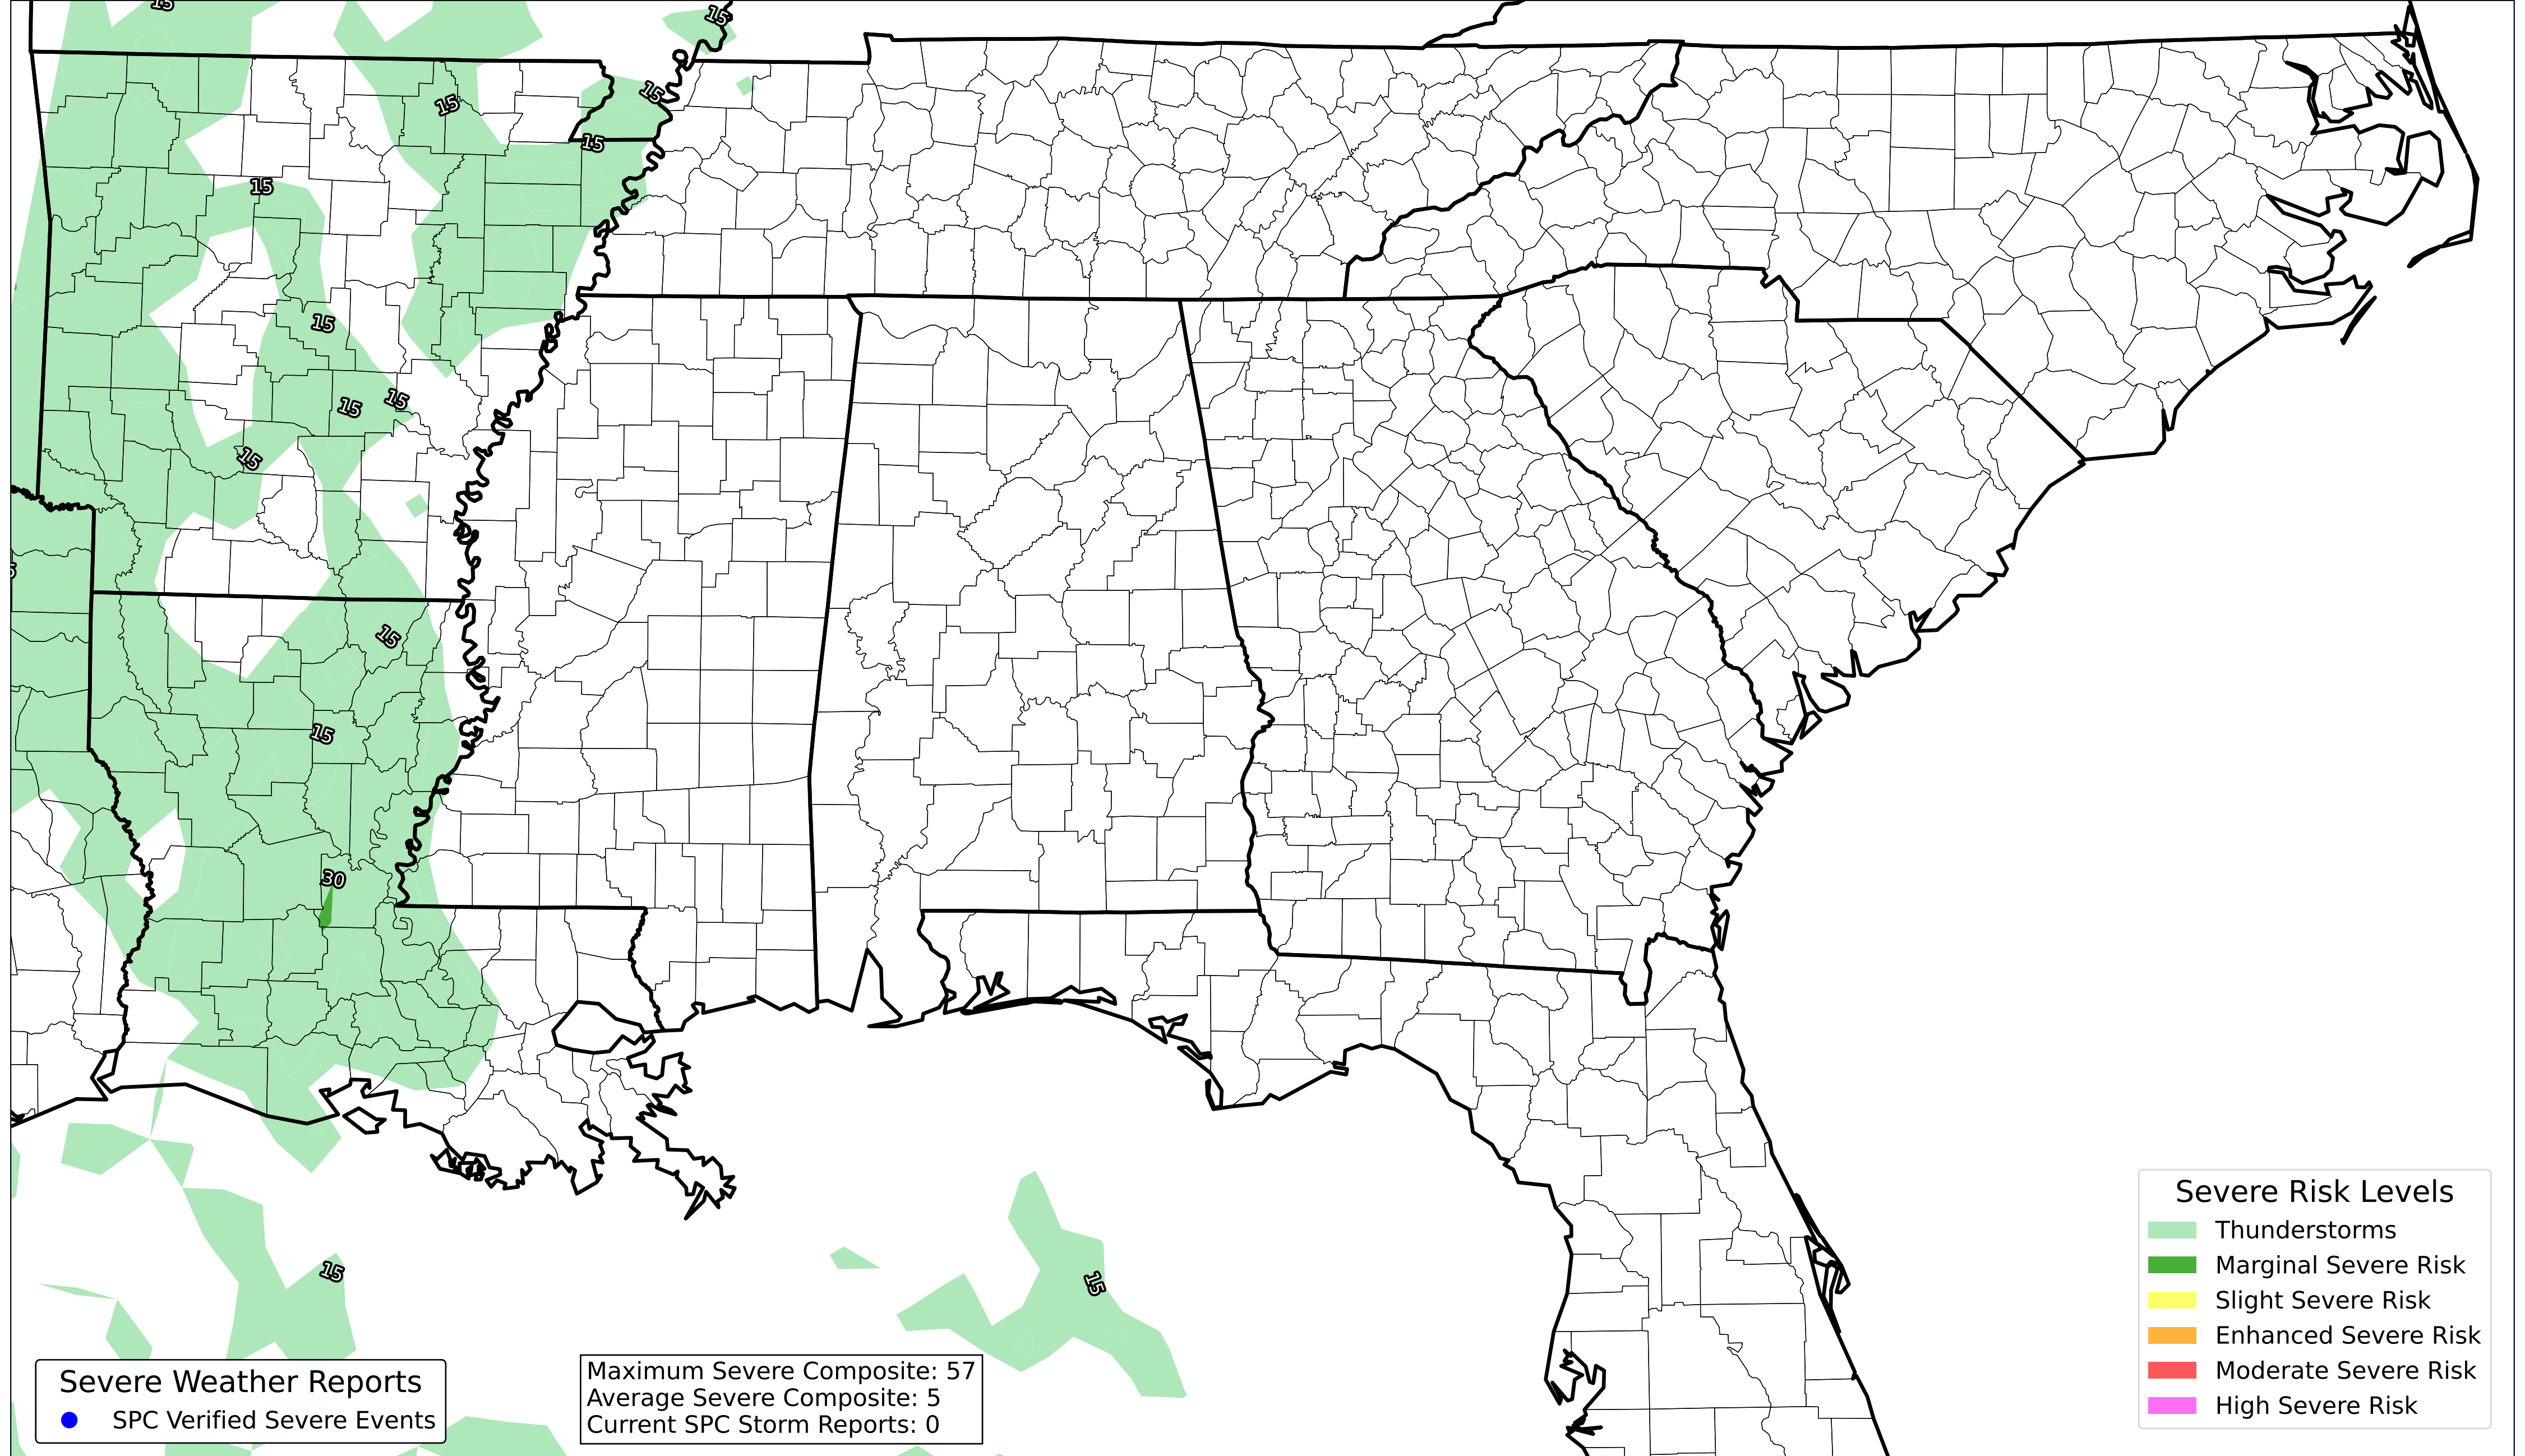 15
15
15
15
15
15
15
15
15
15
15
15
30
15
15
Severe Risk Levels
Thunderstorms
Marginal Severe Risk
Slight Severe Risk
Enhanced Severe Risk
Moderate Severe Risk
High Severe Risk
Severe Weather Reports
SPC Verified Severe Events
Maximum Severe Composite: 57
Average Severe Composite: 5
Current SPC Storm Reports: 0